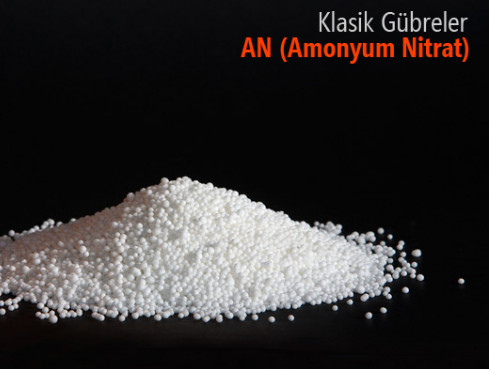 Klasik Gübreler
AN (Amonyum Nitrat)